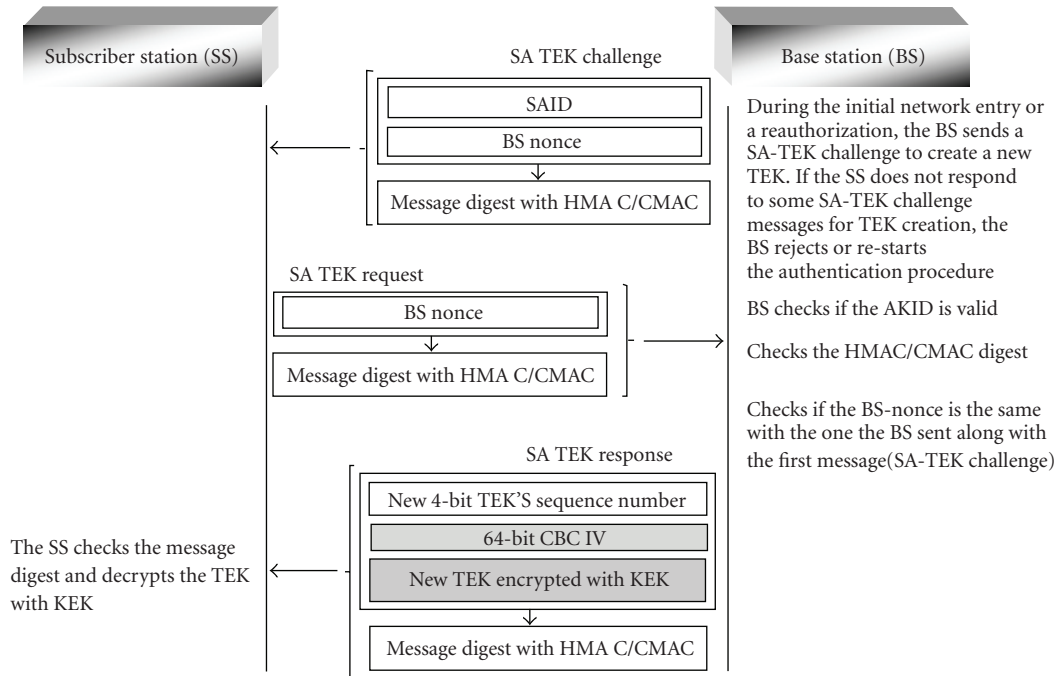 Subscriber station (SS)
Base station (BS)
SA TEK challenge
SAID
BS nonce
Message digest with HMA C/CMAC
During the initial network entry or
a reauthorization, the BS sends a
SA-TEK challenge to create a new
TEK. If the SS does not respond
to some SA-TEK challenge
messages for TEK creation, the
BS rejects or re-starts
the authentication procedure
SA TEK request
BS nonce
Message digest with HMA C/CMAC
BS checks if the AKID is valid
Checks the HMAC/CMAC digest
Checks if the BS-nonce is the same
with the one the BS sent along with
the first message(SA-TEK challenge)
SA TEK response
New 4-bit TEK'S sequence number
64-bit CBC IV
New TEK encrypted with KEK
Message digest with HMA C/CMAC
The SS checks the message
digest and decrypts the TEK
with KEK